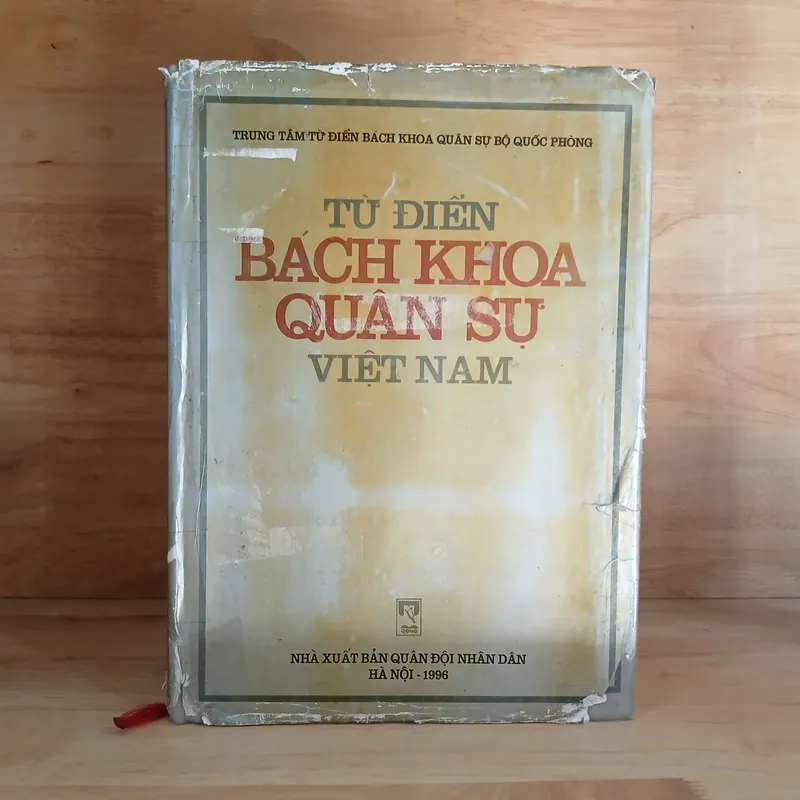 TRUNG TÂM TỪ ĐIỂN BÁCH KHOA QUÂN SỰ BỘ QUỐC PHÒNG
TỪ ĐIỂN
BÁCH KHOA
QUÂN SỰ
VIỆT NAM
QĐND
NHÀ XUẤT BẢN QUÂN ĐỘI NHÂN DÂN
HÀ NỘI - 1996